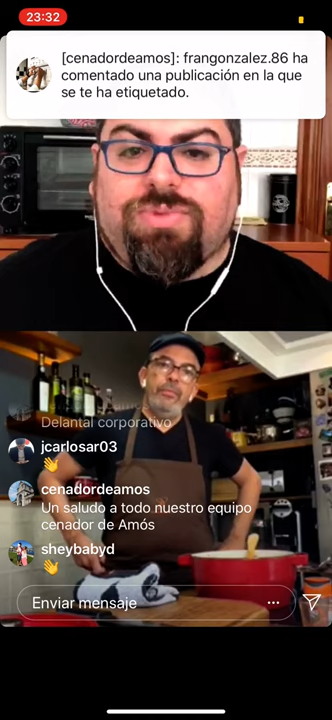 23:32
[cenadordeamos]: frangonzalez.86 ha
comentado una publicación en la que
se te ha etiquetado.
Delantal corporativo
jcarlosar03
👋
cenadordeamos
Un saludo a todo nuestro equipo
cenador de Amós
sheybabyd
👋
Enviar mensaje